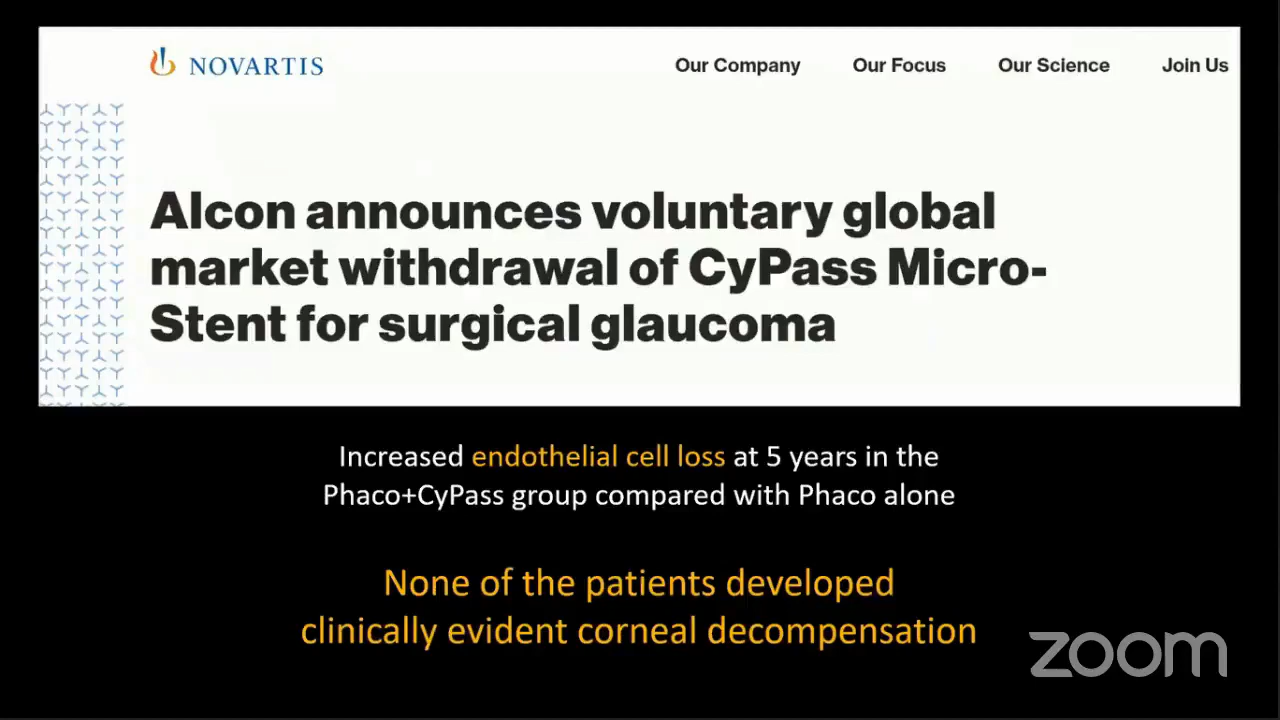 NOVARTIS
Our Company Our Focus Our Science Join Us
Alcon announces voluntary global
market withdrawal of CyPass Micro-
Stent for surgical glaucoma
Increased endothelial cell loss at 5 years in the
Phaco+CyPass group compared with Phaco alone
None of the patients developed
clinically evident corneal decompensation
zoom